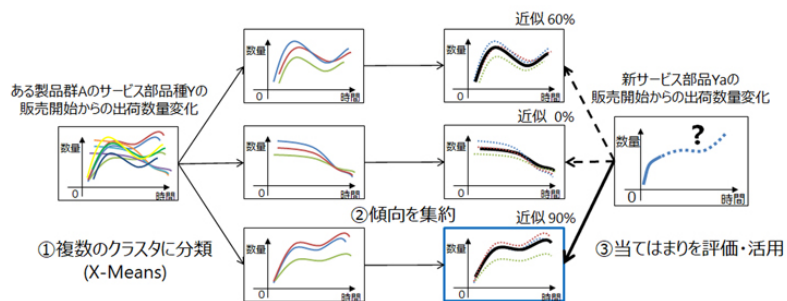 ある製品群Aのサービス部品種Yの
販売開始からの出荷数量変化
数量
0
時間
①複数のクラスタに分類
(X-Means)
数量
0
時間
数量
0
時間
数量
0
時間
②傾向を集約
近似 60%
数量
0
時間
近似 0%
数量
0
時間
近似 90%
数量
0
時間
新サービス部品Yaの
販売開始からの出荷数量変化
数量
?
0
時間
③当てはまりを評価・活用